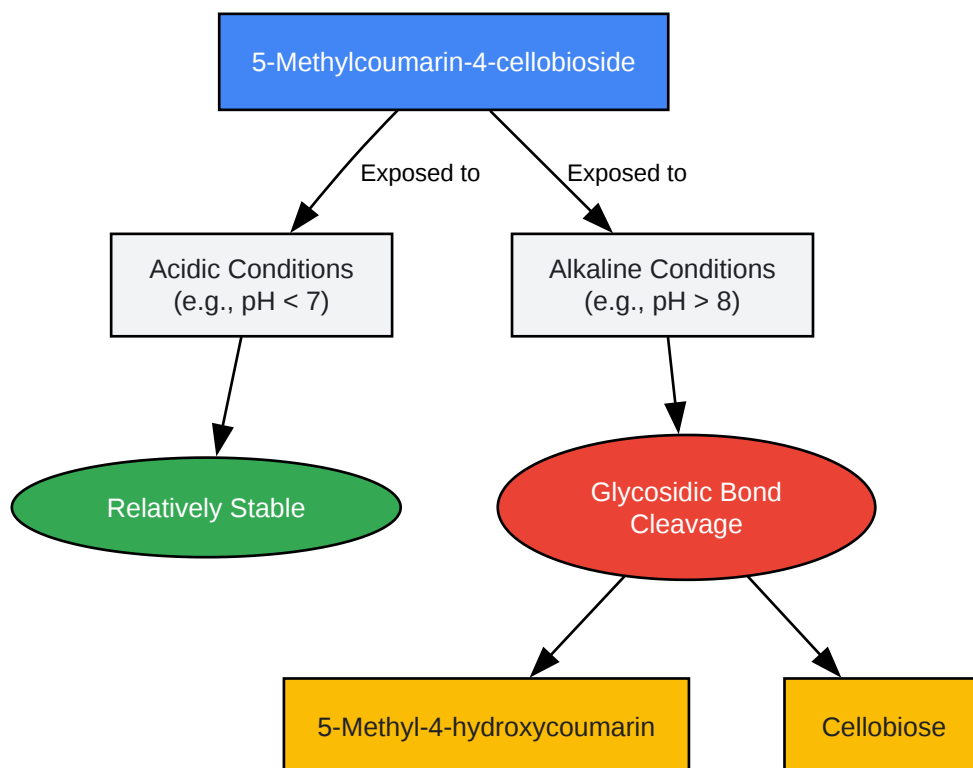 5-Methylcoumarin-4-cellobioside
Exposed to
Exposed to
Acidic Conditions
(e.g., pH < 7)
Alkaline Conditions
(e.g., pH > 8)
Relatively Stable
Glycosidic Bond
Cleavage
5-Methyl-4-hydroxycoumarin
Cellobiose